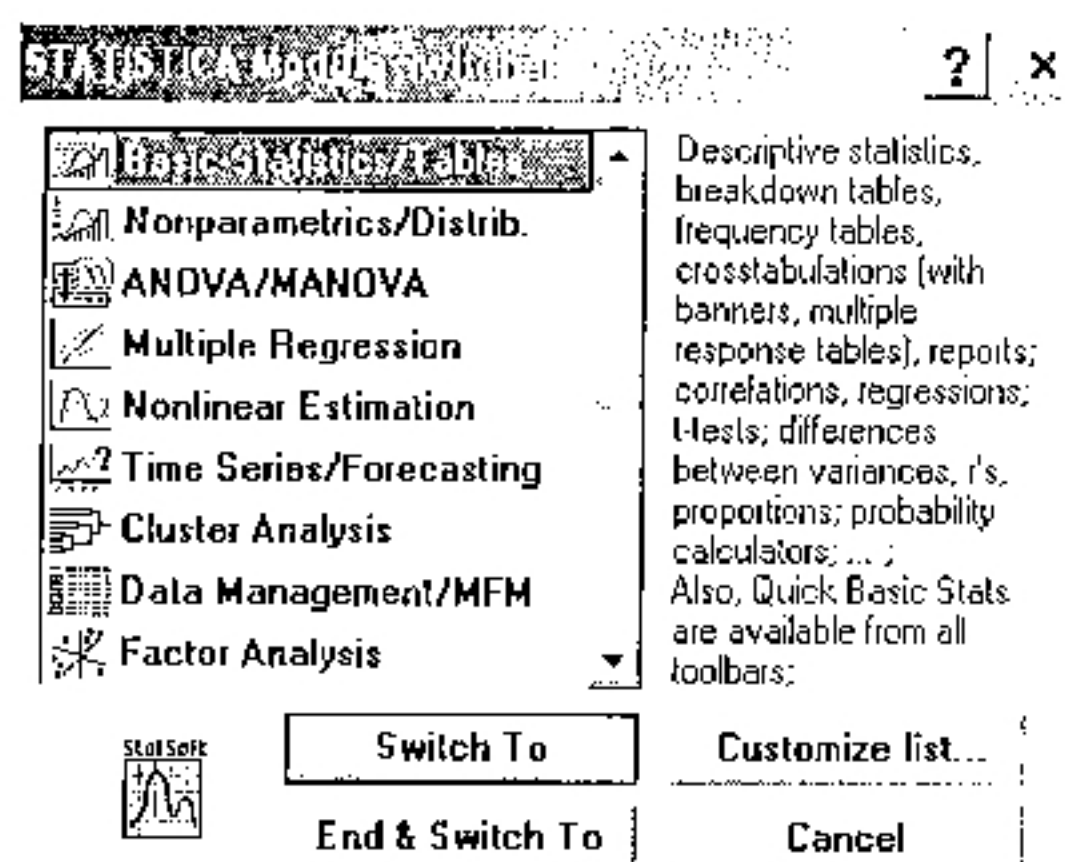 STATISTICA Module Switcher
? ×
Basic Statistics/Tables
Nonparametrics/Distrib.
ANOVA/MANOVA
Multiple Regression
Nonlinear Estimation
Time Series/Forecasting
Cluster Analysis
Data Management/MFM
Factor Analysis
Descriptive statistics,
breakdown tables,
frequency tables,
crosstabulations (with
banners, multiple
response tables), reports;
correlations, regressions;
t-tests; differences
between variances, r's,
proportions; probability
calculators; ... ;
Also, Quick Basic Stats
are available from all
toolbars;
StatSoft
Switch To
Customize list...
End & Switch To
Cancel